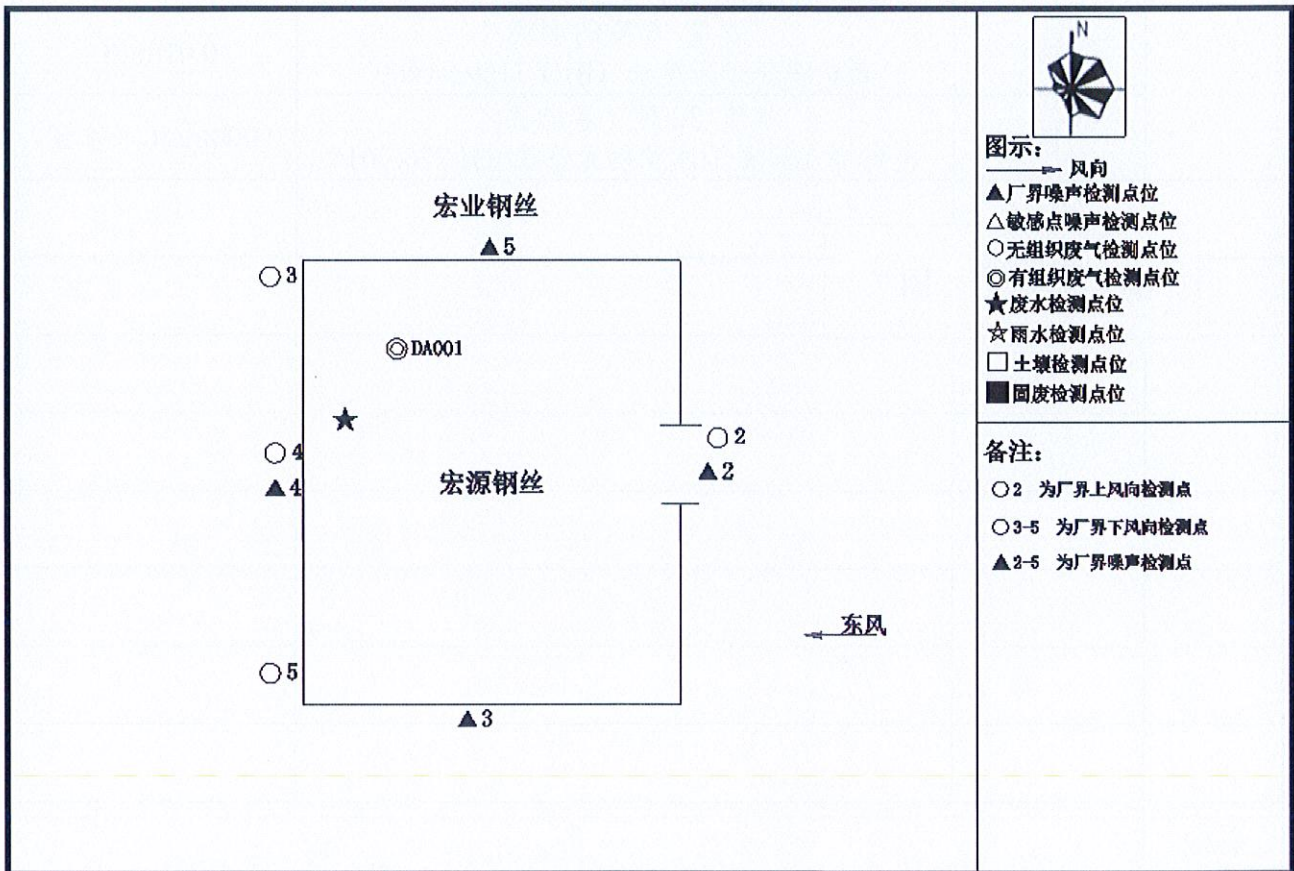 宏业钢丝
▲5
○3
◎DA001
★
○4
▲4
宏源钢丝
○2
▲2
东风
○5
▲3
N
图示：
风向
▲厂界噪声检测点位
△敏感点噪声检测点位
○无组织废气检测点位
◎有组织废气检测点位
★废水检测点位
☆雨水检测点位
□土壤检测点位
■固废检测点位
备注：
○2 为厂界上风向检测点
○3-5 为厂界下风向检测点
▲2-5 为厂界噪声检测点